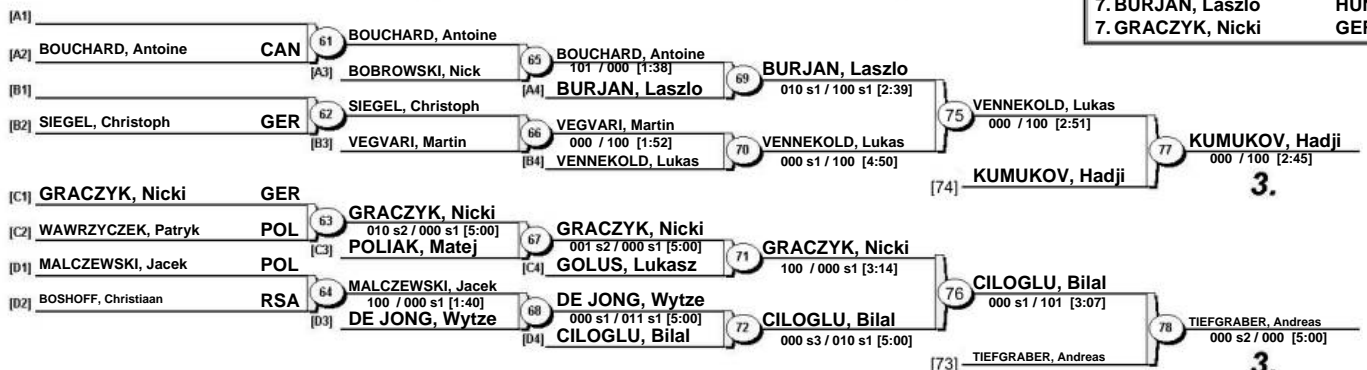 7. BURJAN, Laszlo HUN
7. GRACZYK, Nicki GER
[A1]
[A2] BOUCHARD, Antoine CAN
61
BOUCHARD, Antoine
[A3] BOBROWSKI, Nick
65
BOUCHARD, Antoine
101 / 000 [1:38]
[A4] BURJAN, Laszlo
69
BURJAN, Laszlo
010 s1 / 100 s1 [2:39]
[B1]
[B2] SIEGEL, Christoph GER
62
SIEGEL, Christoph
[B3] VEGVARI, Martin
66
VEGVARI, Martin
000 / 100 [1:52]
[B4] VENNEKOLD, Lukas
70
VENNEKOLD, Lukas
000 s1 / 100 [4:50]
75
VENNEKOLD, Lukas
000 / 100 [2:51]
[74] KUMUKOV, Hadji
77
KUMUKOV, Hadji
000 / 100 [2:45]
3.
[C1] GRACZYK, Nicki GER
[C2] WAWRZYCZEK, Patryk POL
63
GRACZYK, Nicki
010 s2 / 000 s1 [5:00]
[C3] POLIAK, Matej
67
GRACZYK, Nicki
001 s2 / 000 s1 [5:00]
[C4] GOLUS, Lukasz
71
GRACZYK, Nicki
100 / 000 s1 [3:14]
[D1] MALCZEWSKI, Jacek POL
[D2] BOSHOFF, Christiaan RSA
64
MALCZEWSKI, Jacek
100 / 000 s1 [1:40]
[D3] DE JONG, Wytze
68
DE JONG, Wytze
000 s1 / 011 s1 [5:00]
[D4] CILOGLU, Bilal
72
CILOGLU, Bilal
000 s3 / 010 s1 [5:00]
76
CILOGLU, Bilal
000 s1 / 101 [3:07]
[73] TIEFGRABER, Andreas
78
TIEFGRABER, Andreas
000 s2 / 000 [5:00]
3.